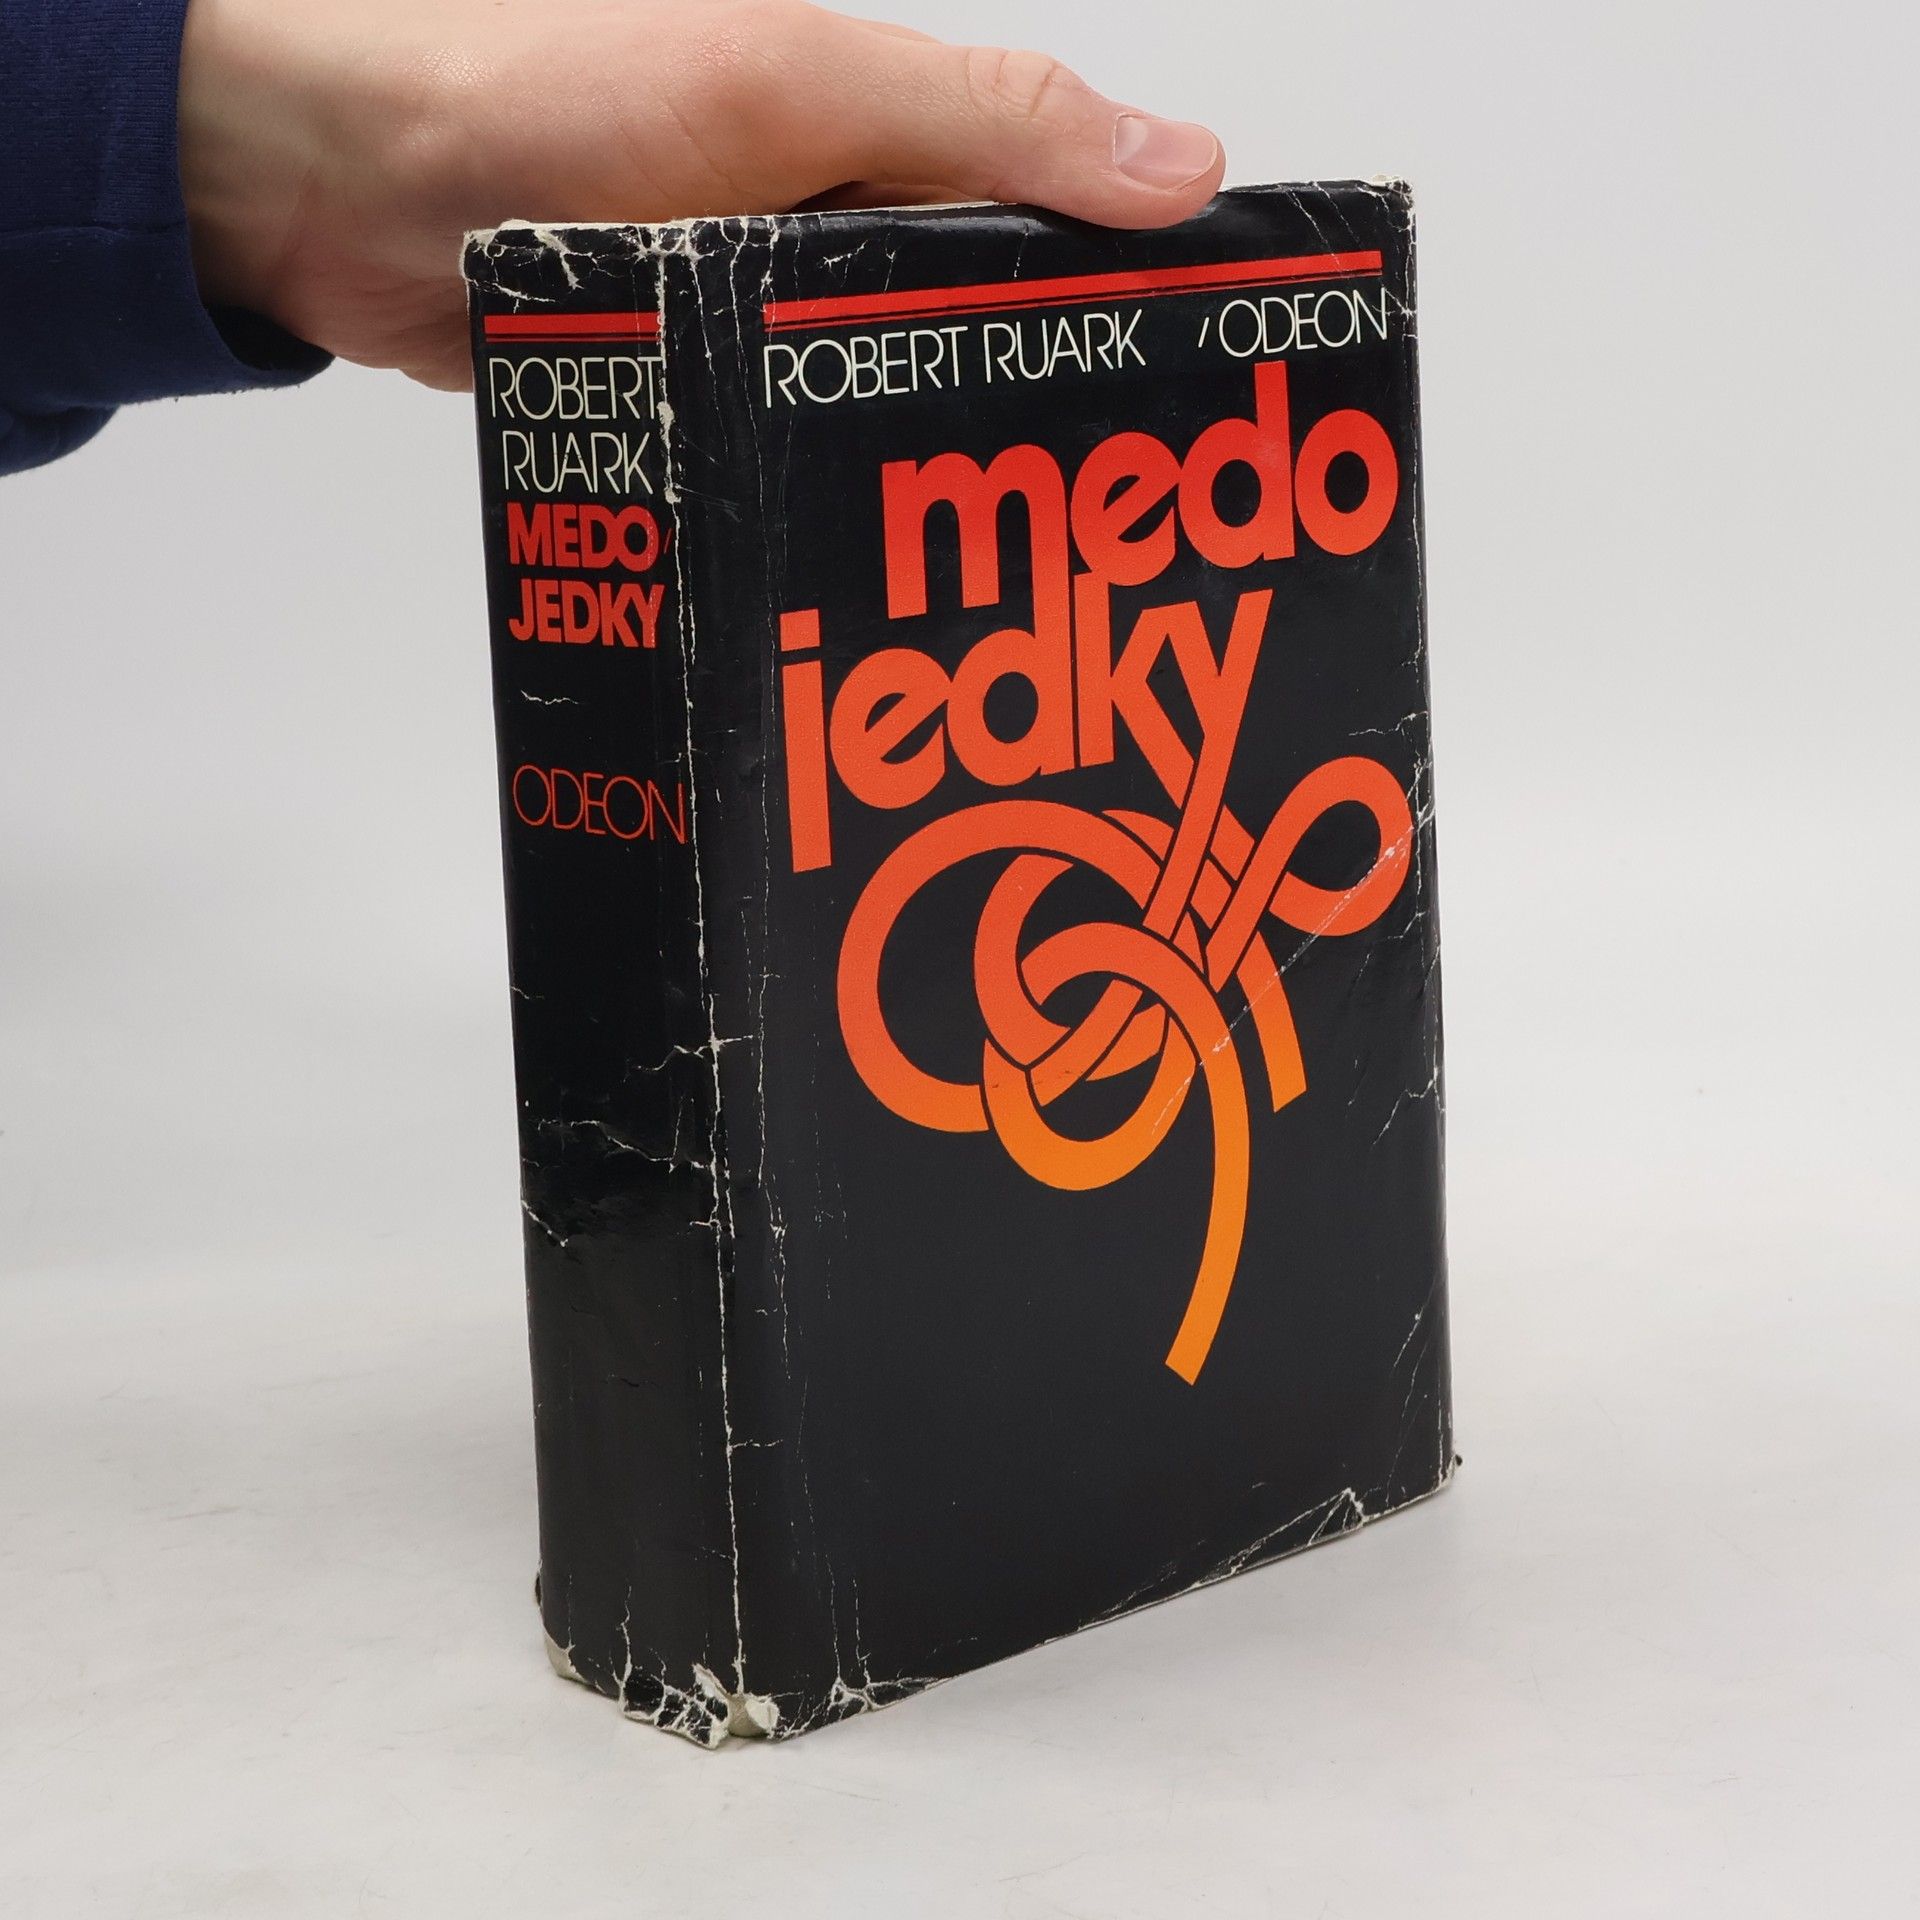 ROBERT
RUARK
MEDO
JEDKY
ODEON
ROBERT RUARK / ODEON
medo
jedky